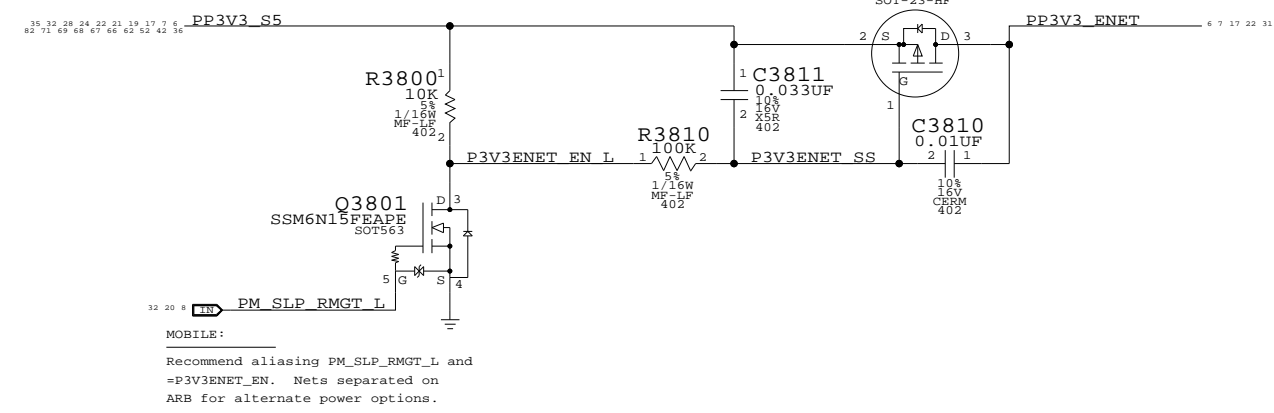 SOT-23-HF
35 32 28 24 22 21 19 17 7 6
82 71 69 68 67 66 62 52 42 36
PP3V3_S5
PP3V3_ENET
6 7 17 22 31
2 S D 3
G
1
R3800
1
10K
5%
1/16W
MF-LF
402
2
1
C3811
0.033UF
10%
16V
X5R
402
2
P3V3ENET_EN_L
R3810
1 100K 2
5%
1/16W
MF-LF
402
P3V3ENET_SS
C3810
0.01UF
2 1
10%
16V
CERM
402
Q3801
SSM6N15FEAPE
SOT563
D 3
5 G S 4
32 20 8
IN
PM_SLP_RMGT_L
MOBILE:
Recommend aliasing PM_SLP_RMGT_L and
=P3V3ENET_EN. Nets separated on
ARB for alternate power options.